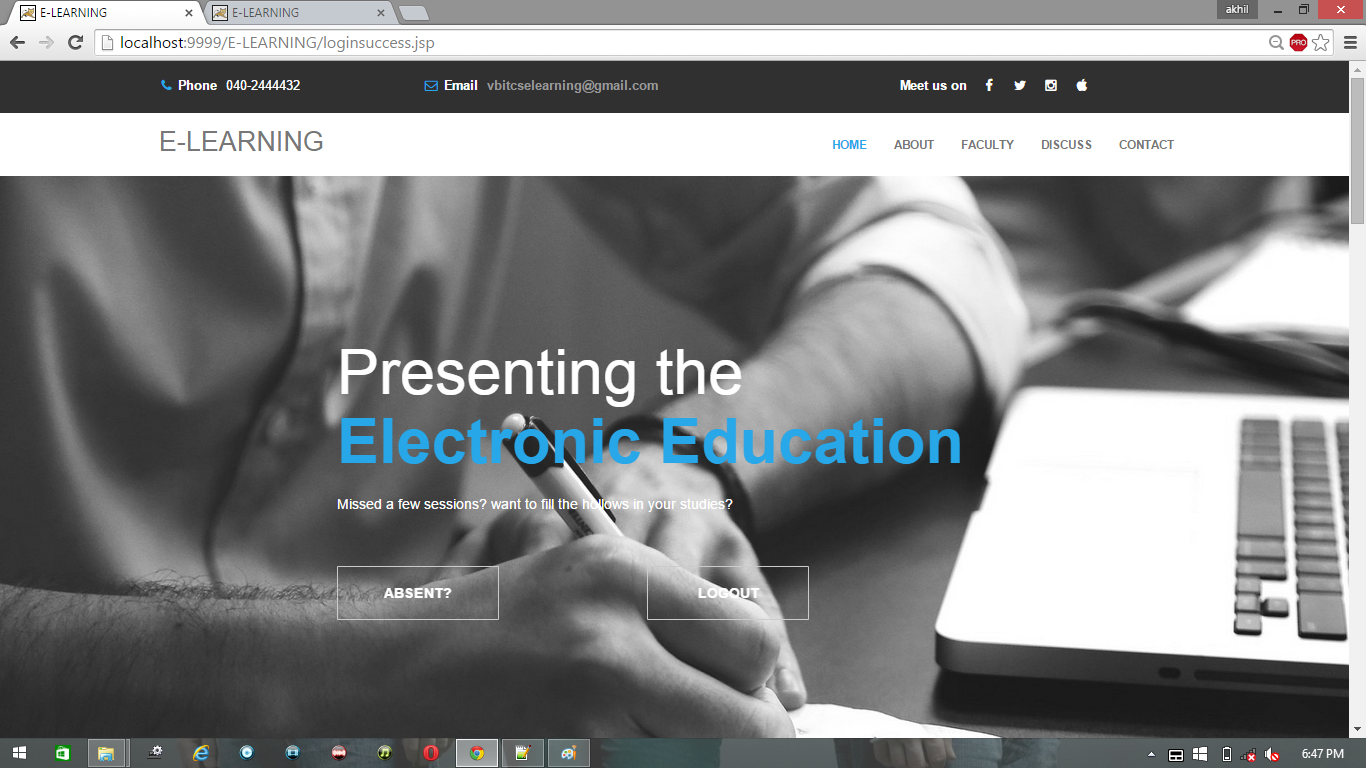 E-LEARNING
E-LEARNING
akhil
localhost:9999/E-LEARNING/loginsuccess.jsp
PRO
Phone 040-2444432 Email vbitcselearning@gmail.com Meet us on
E-LEARNING
HOME ABOUT FACULTY DISCUSS CONTACT
Presenting the
Electronic Education
Missed a few sessions? want to fill the hollows in your studies?
ABSENT? LOGOUT
6:47 PM